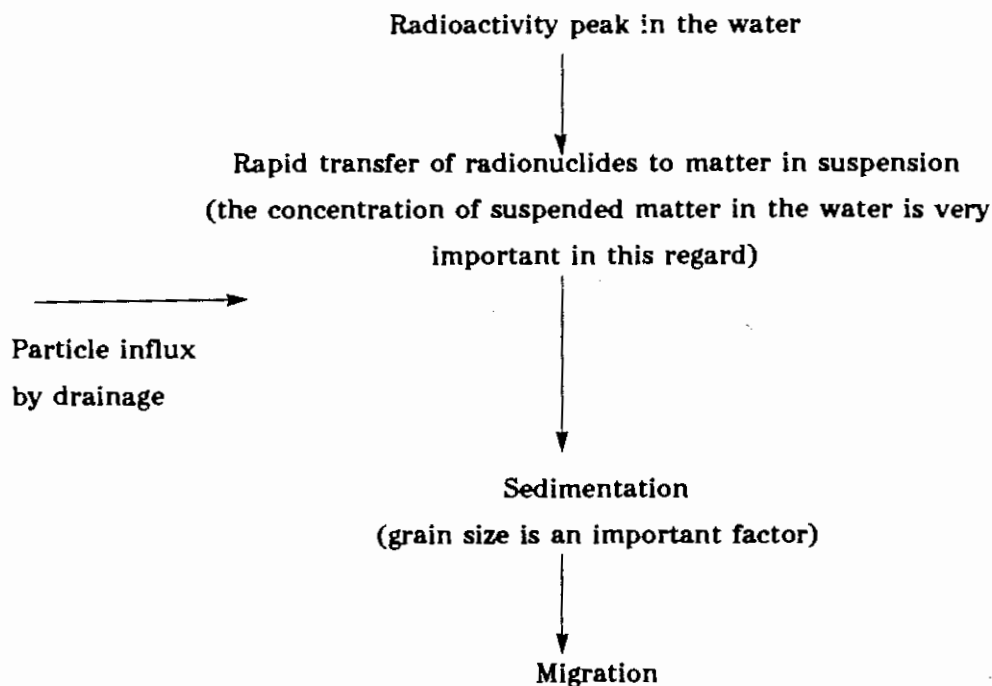 Radioactivity peak in the water
Rapid transfer of radionuclides to matter in suspension
(the concentration of suspended matter in the water is very
important in this regard)
Particle influx
by drainage
Sedimentation
(grain size is an important factor)
Migration